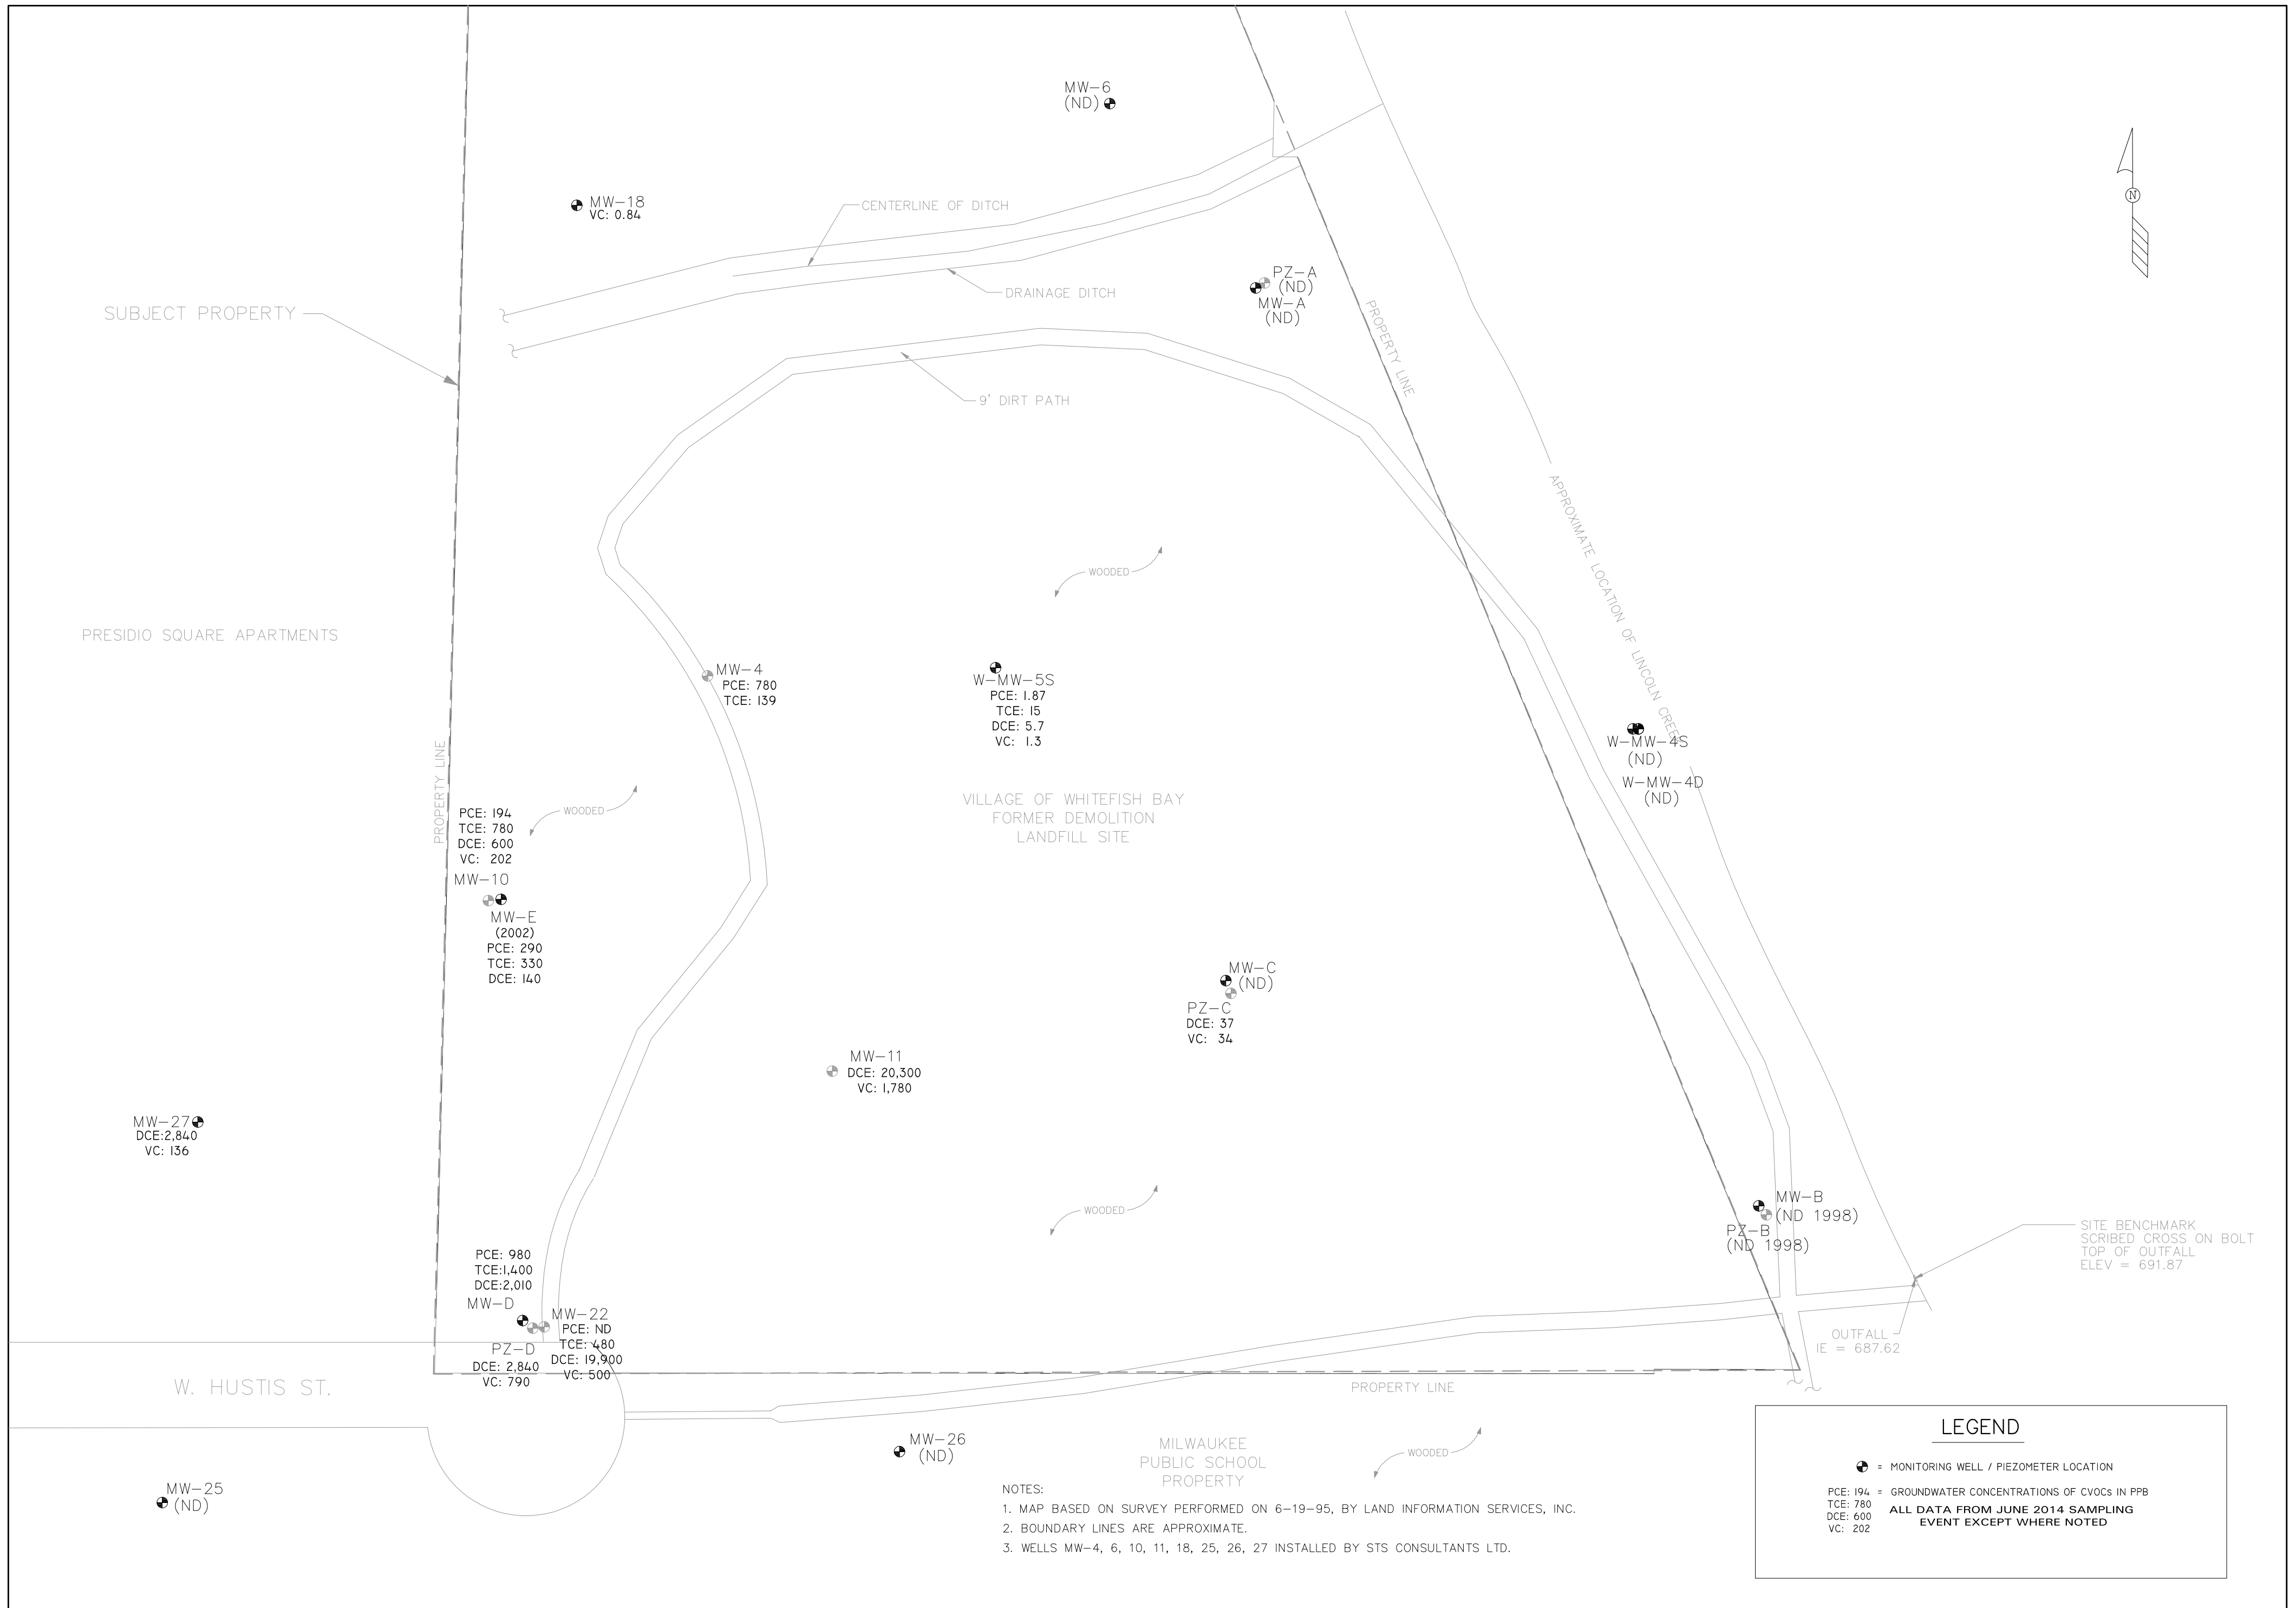 MW-6
(ND)
MW-18
VC: 0.84
CENTERLINE OF DITCH
N
PZ-A
(ND)
MW-A
(ND)
DRAINAGE DITCH
SUBJECT PROPERTY
PROPERTY LINE
9' DIRT PATH
APPROXIMATE LOCATION OF LINCOLN CREEK
WOODED
PRESIDIO SQUARE APARTMENTS
MW-4
PCE: 780
TCE: 139
W-MW-5S
PCE: 1.87
TCE: 15
DCE: 5.7
VC: 1.3
W-MW-4S
(ND)
W-MW-4D
(ND)
PROPERTY LINE
WOODED
VILLAGE OF WHITEFISH BAY
FORMER DEMOLITION
LANDFILL SITE
PCE: 194
TCE: 780
DCE: 600
VC: 202
MW-10
MW-E
(2002)
PCE: 290
TCE: 330
DCE: 140
MW-C
(ND)
PZ-C
DCE: 37
VC: 34
MW-11
DCE: 20,300
VC: 1,780
MW-27
DCE:2,840
VC: 136
WOODED
MW-B
(ND 1998)
PZ-B
(ND 1998)
SITE BENCHMARK
SCRIBED CROSS ON BOLT
TOP OF OUTFALL
ELEV = 691.87
PCE: 980
TCE:1,400
DCE:2,010
MW-D
MW-22
PCE: ND
TCE: 480
DCE: 19,900
VC: 500
PZ-D
DCE: 2,840
VC: 790
OUTFALL
IE = 687.62
W. HUSTIS ST.
PROPERTY LINE
MW-26
(ND)
MILWAUKEE
PUBLIC SCHOOL
PROPERTY
WOODED
MW-25
(ND)
NOTES:
1. MAP BASED ON SURVEY PERFORMED ON 6-19-95, BY LAND INFORMATION SERVICES, INC.
2. BOUNDARY LINES ARE APPROXIMATE.
3. WELLS MW-4, 6, 10, 11, 18, 25, 26, 27 INSTALLED BY STS CONSULTANTS LTD.
LEGEND
= MONITORING WELL / PIEZOMETER LOCATION
PCE: 194 = GROUNDWATER CONCENTRATIONS OF CVOCs IN PPB
TCE: 780
DCE: 600
VC: 202
ALL DATA FROM JUNE 2014 SAMPLING
EVENT EXCEPT WHERE NOTED